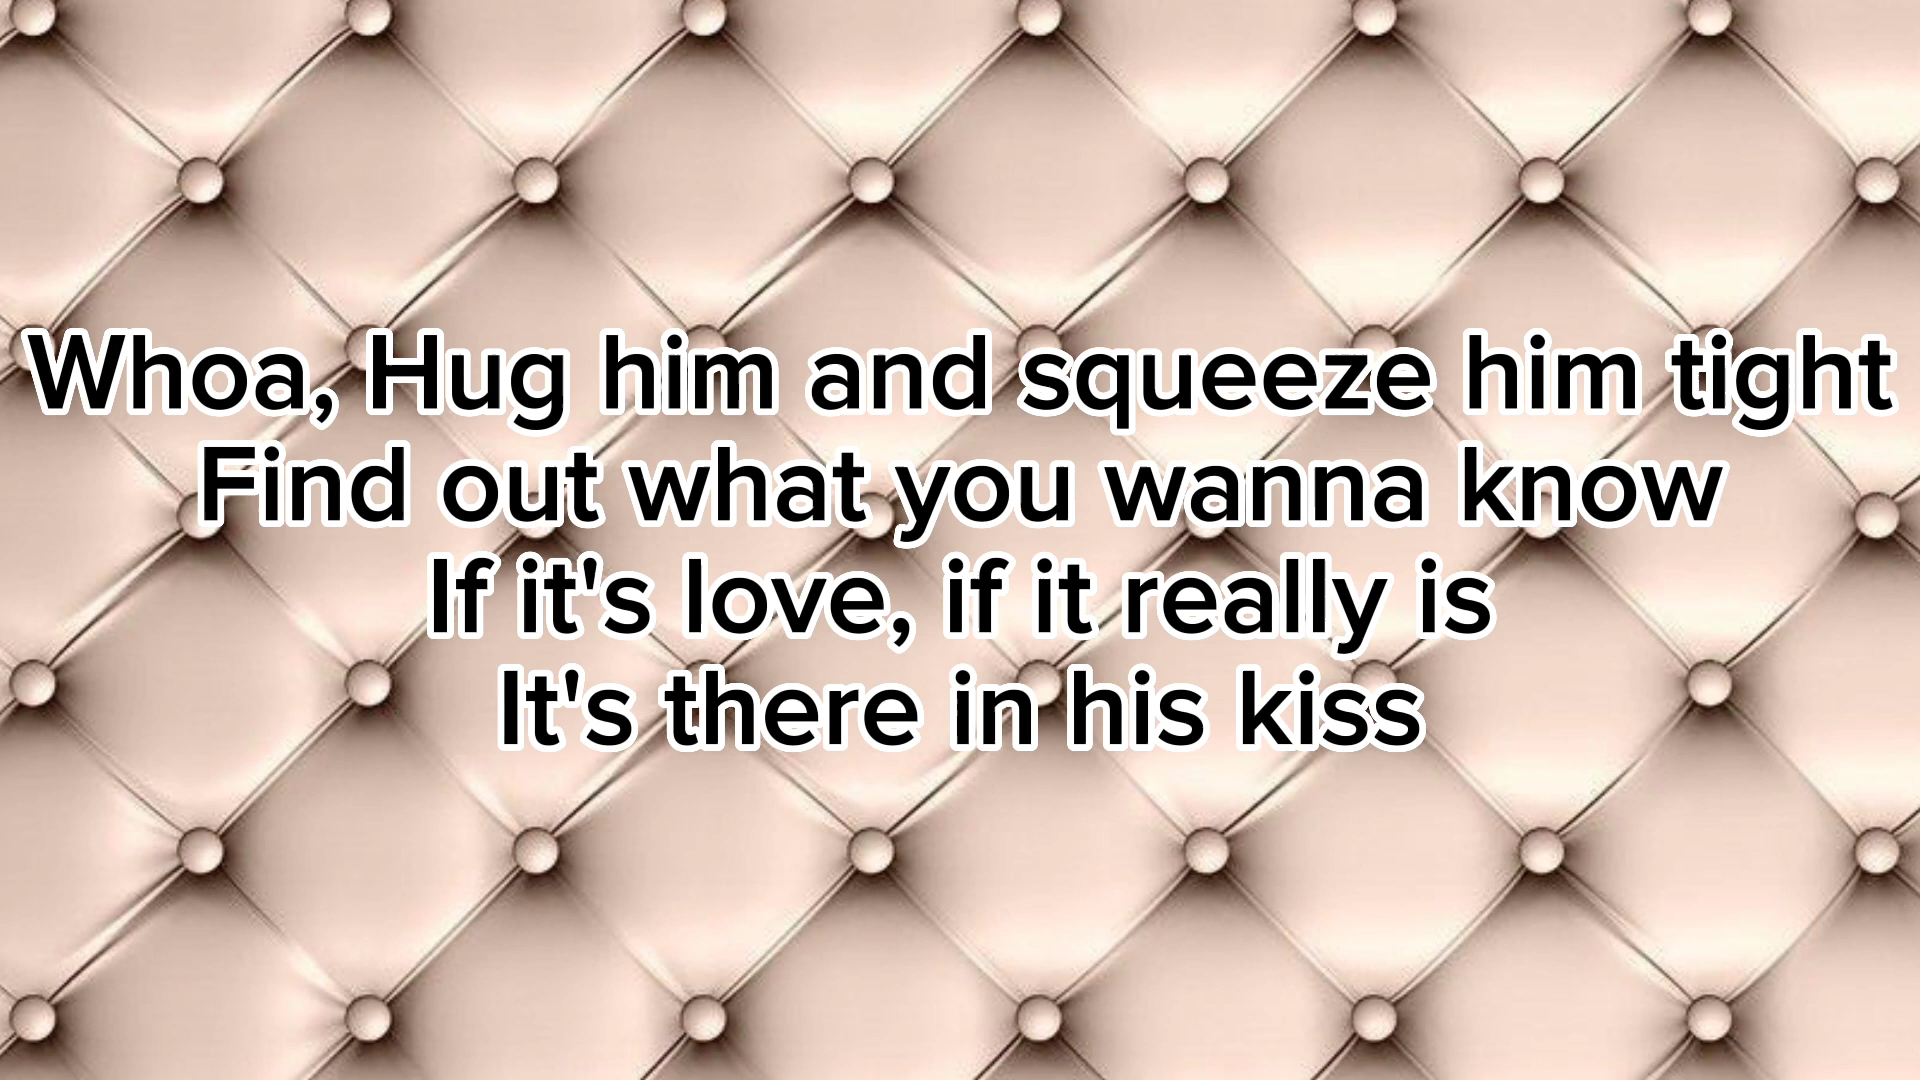 Whoa, Hug him and squeeze him tight
Find out what you wanna know
If it's love, if it really is
It's there in his kiss